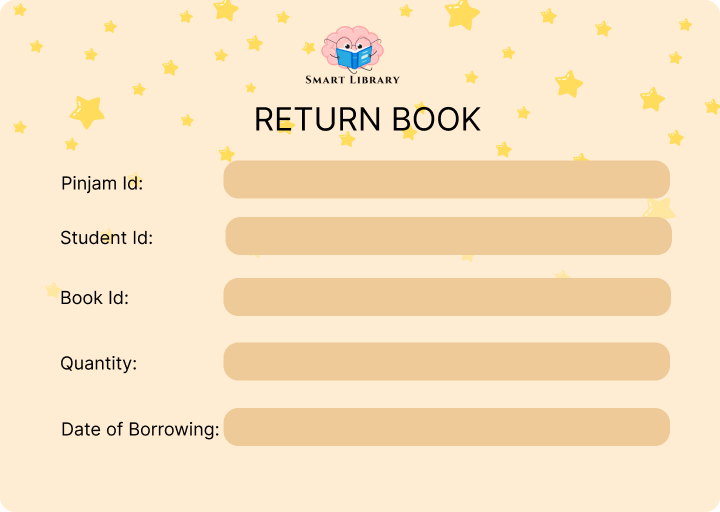 SMART LIBRARY
RETURN BOOK
Pinjam Id:
Student Id:
Book Id:
Quantity:
Date of Borrowing: